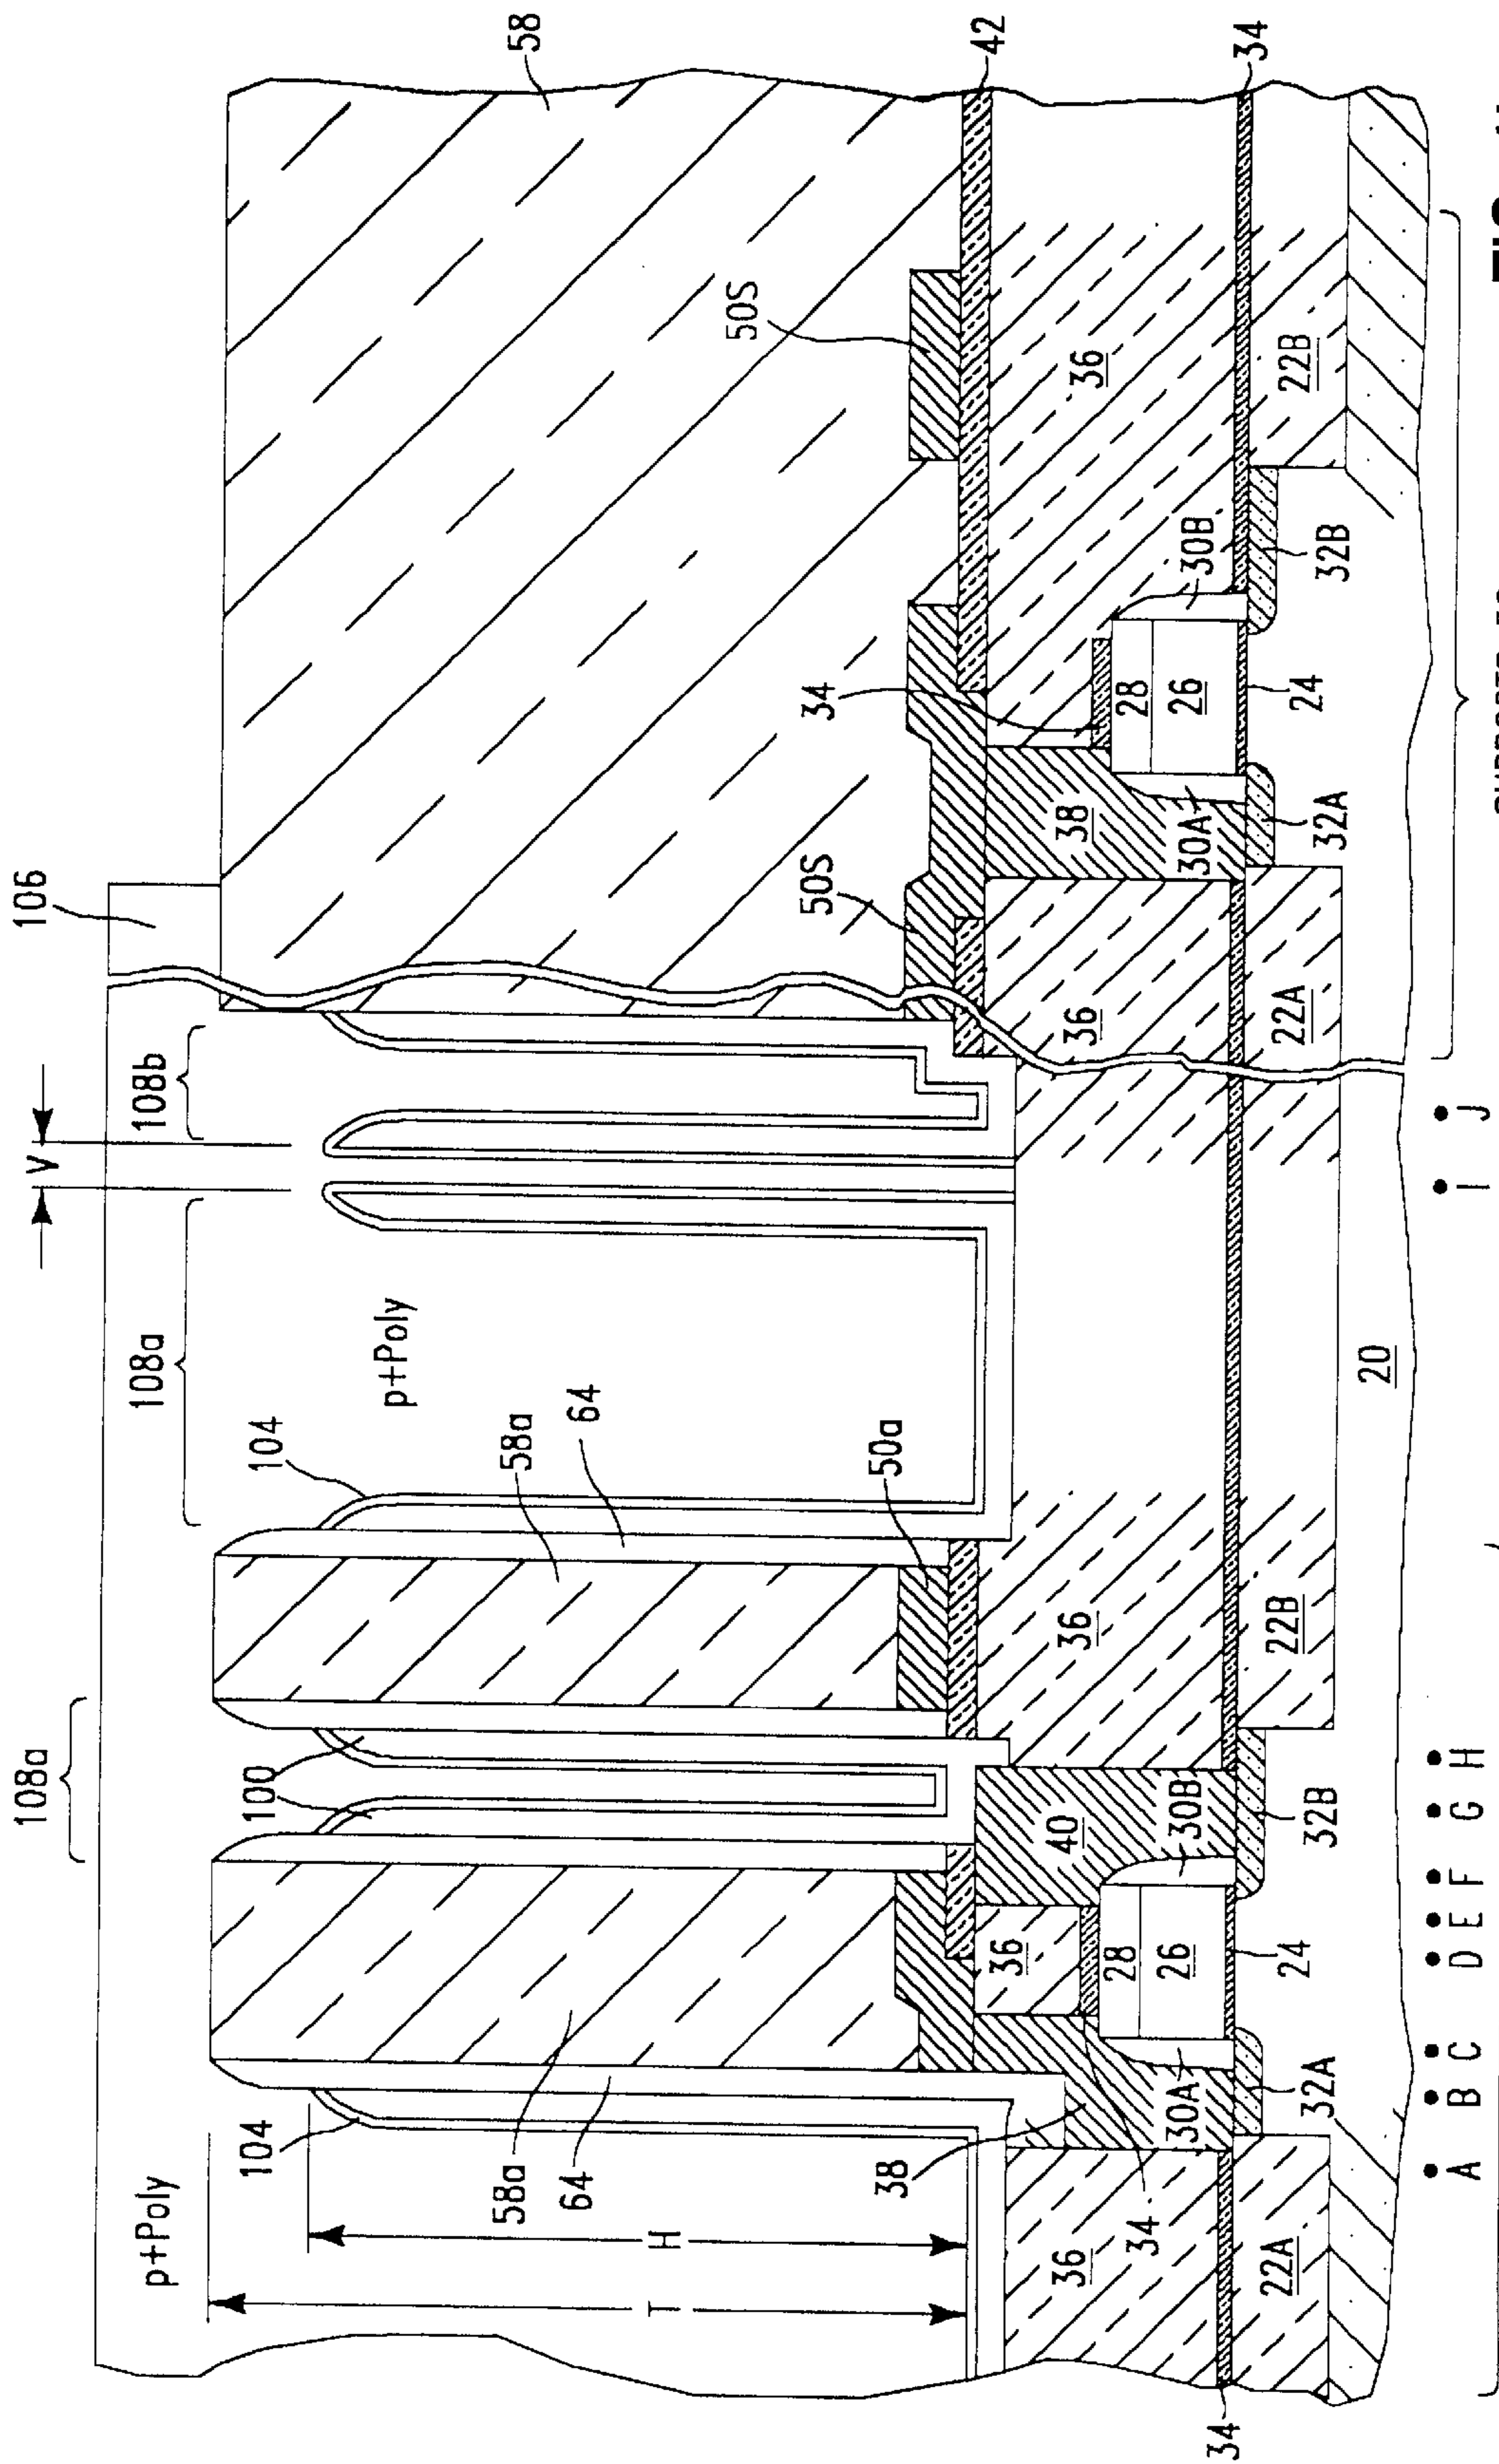 106
V
108a
108a
108b
58
p+Poly
104
100
104
p+Poly
58a
64
58a
64
50a
50S
50S
42
T
H
38
36
34
36
40
36
36
38
34
36
34
28
26
28
26
30A
30B
30A
30B
34
22A
32A
24
32B
22B
20
22A
32A
24
32B
22B
A B C D E F G H I J